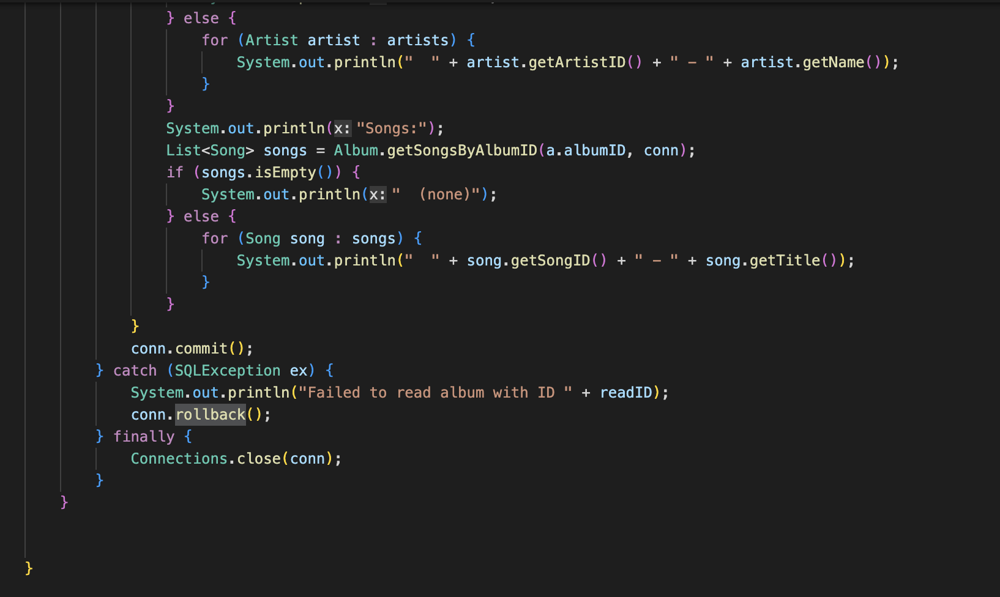 } else {
for (Artist artist : artists) {
System.out.println("  " + artist.getArtistID() + " - " + artist.getName());
}
}
System.out.println(x: "Songs:");
List<Song> songs = Album.getSongsByAlbumID(a.albumID, conn);
if (songs.isEmpty()) {
System.out.println(x: "  (none)");
} else {
for (Song song : songs) {
System.out.println("  " + song.getSongID() + " - " + song.getTitle());
}
}
}
conn.commit();
} catch (SQLException ex) {
System.out.println("Failed to read album with ID " + readID);
conn.rollback();
} finally {
Connections.close(conn);
}
}
}